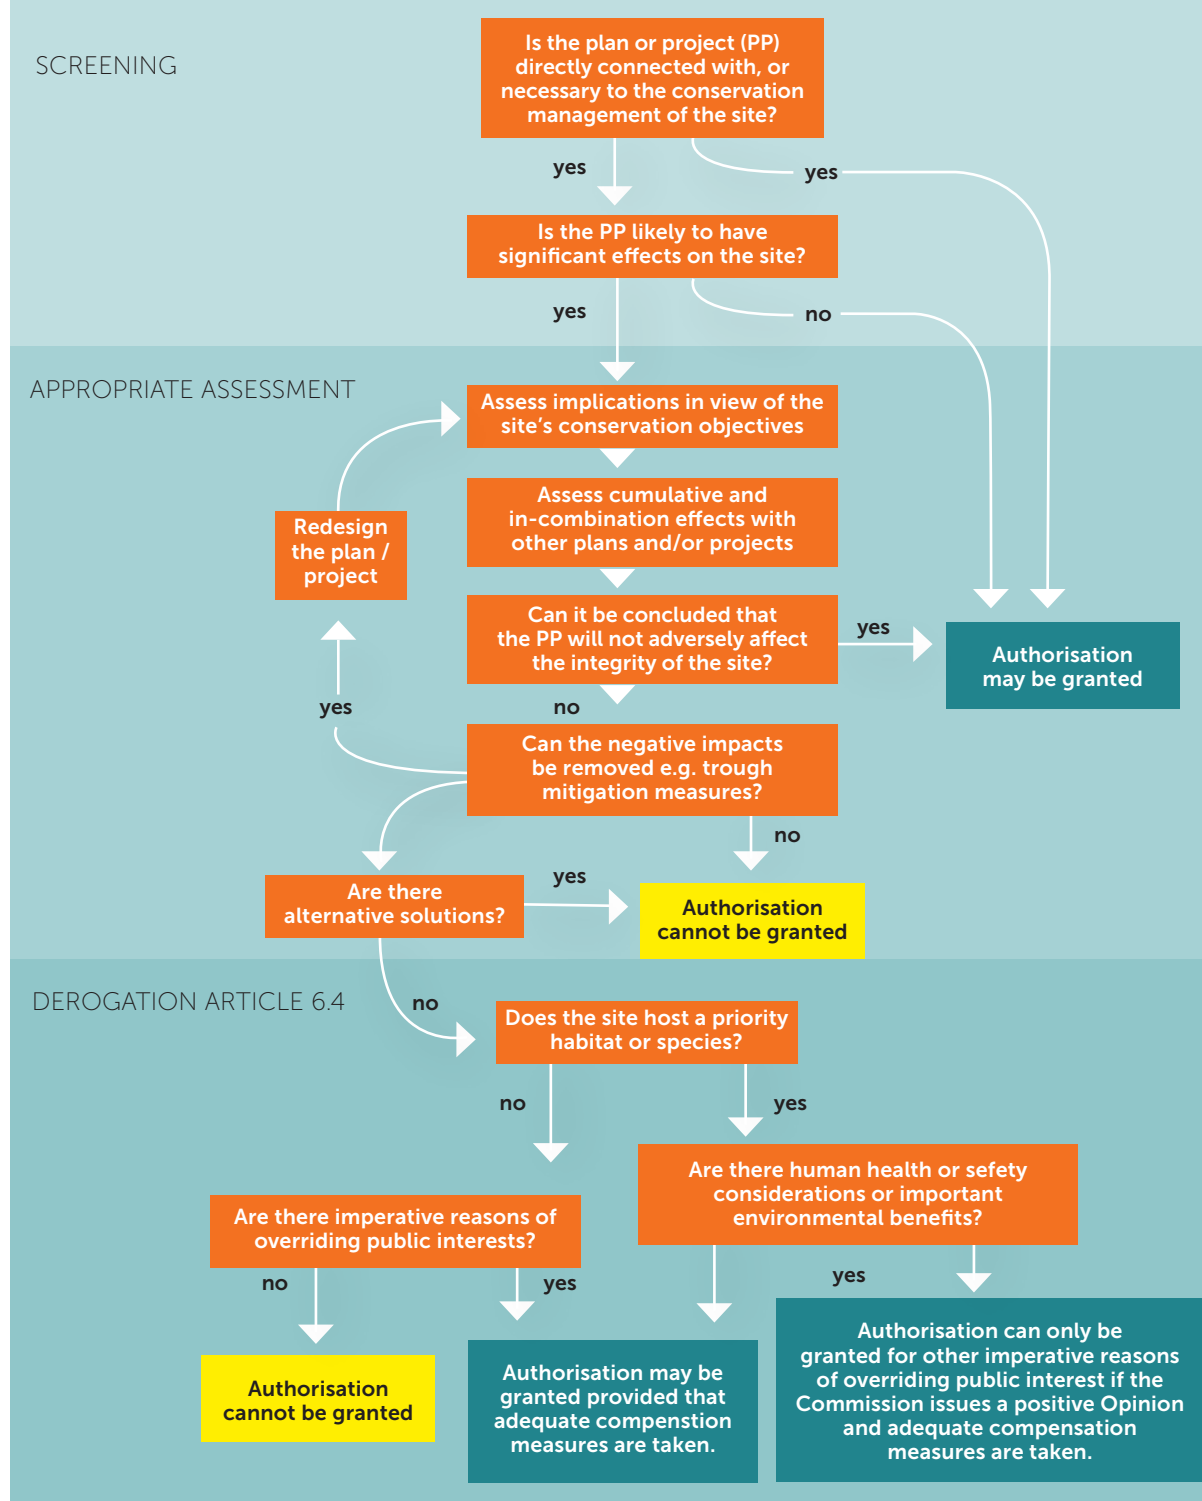 SCREENING
Is the plan or project (PP)
directly connected with, or
necessary to the conservation
management of the site?
yes
yes
Is the PP likely to have
significant effects on the site?
yes
no
APPROPRIATE ASSESSMENT
Assess implications in view of the
site's conservation objectives
Assess cumulative and
in-combination effects with
other plans and/or projects
Redesign
the plan /
project
Can it be concluded that
the PP will not adversely affect
the integrity of the site?
yes
Authorisation
may be granted
yes
no
Can the negative impacts
be removed e.g. trough
mitigation measures?
no
Are there
alternative solutions?
yes
Authorisation
cannot be granted
DEROGATION ARTICLE 6.4
no
Does the site host a priority
habitat or species?
no
yes
Are there human health or sefety
considerations or important
environmental benefits?
Are there imperative reasons of
overriding public interests?
no
yes
yes
Authorisation
cannot be granted
Authorisation may be
granted provided that
adequate compenstion
measures are taken.
Authorisation can only be
granted for other imperative reasons
of overriding public interest if the
Commission issues a positive Opinion
and adequate compensation
measures are taken.